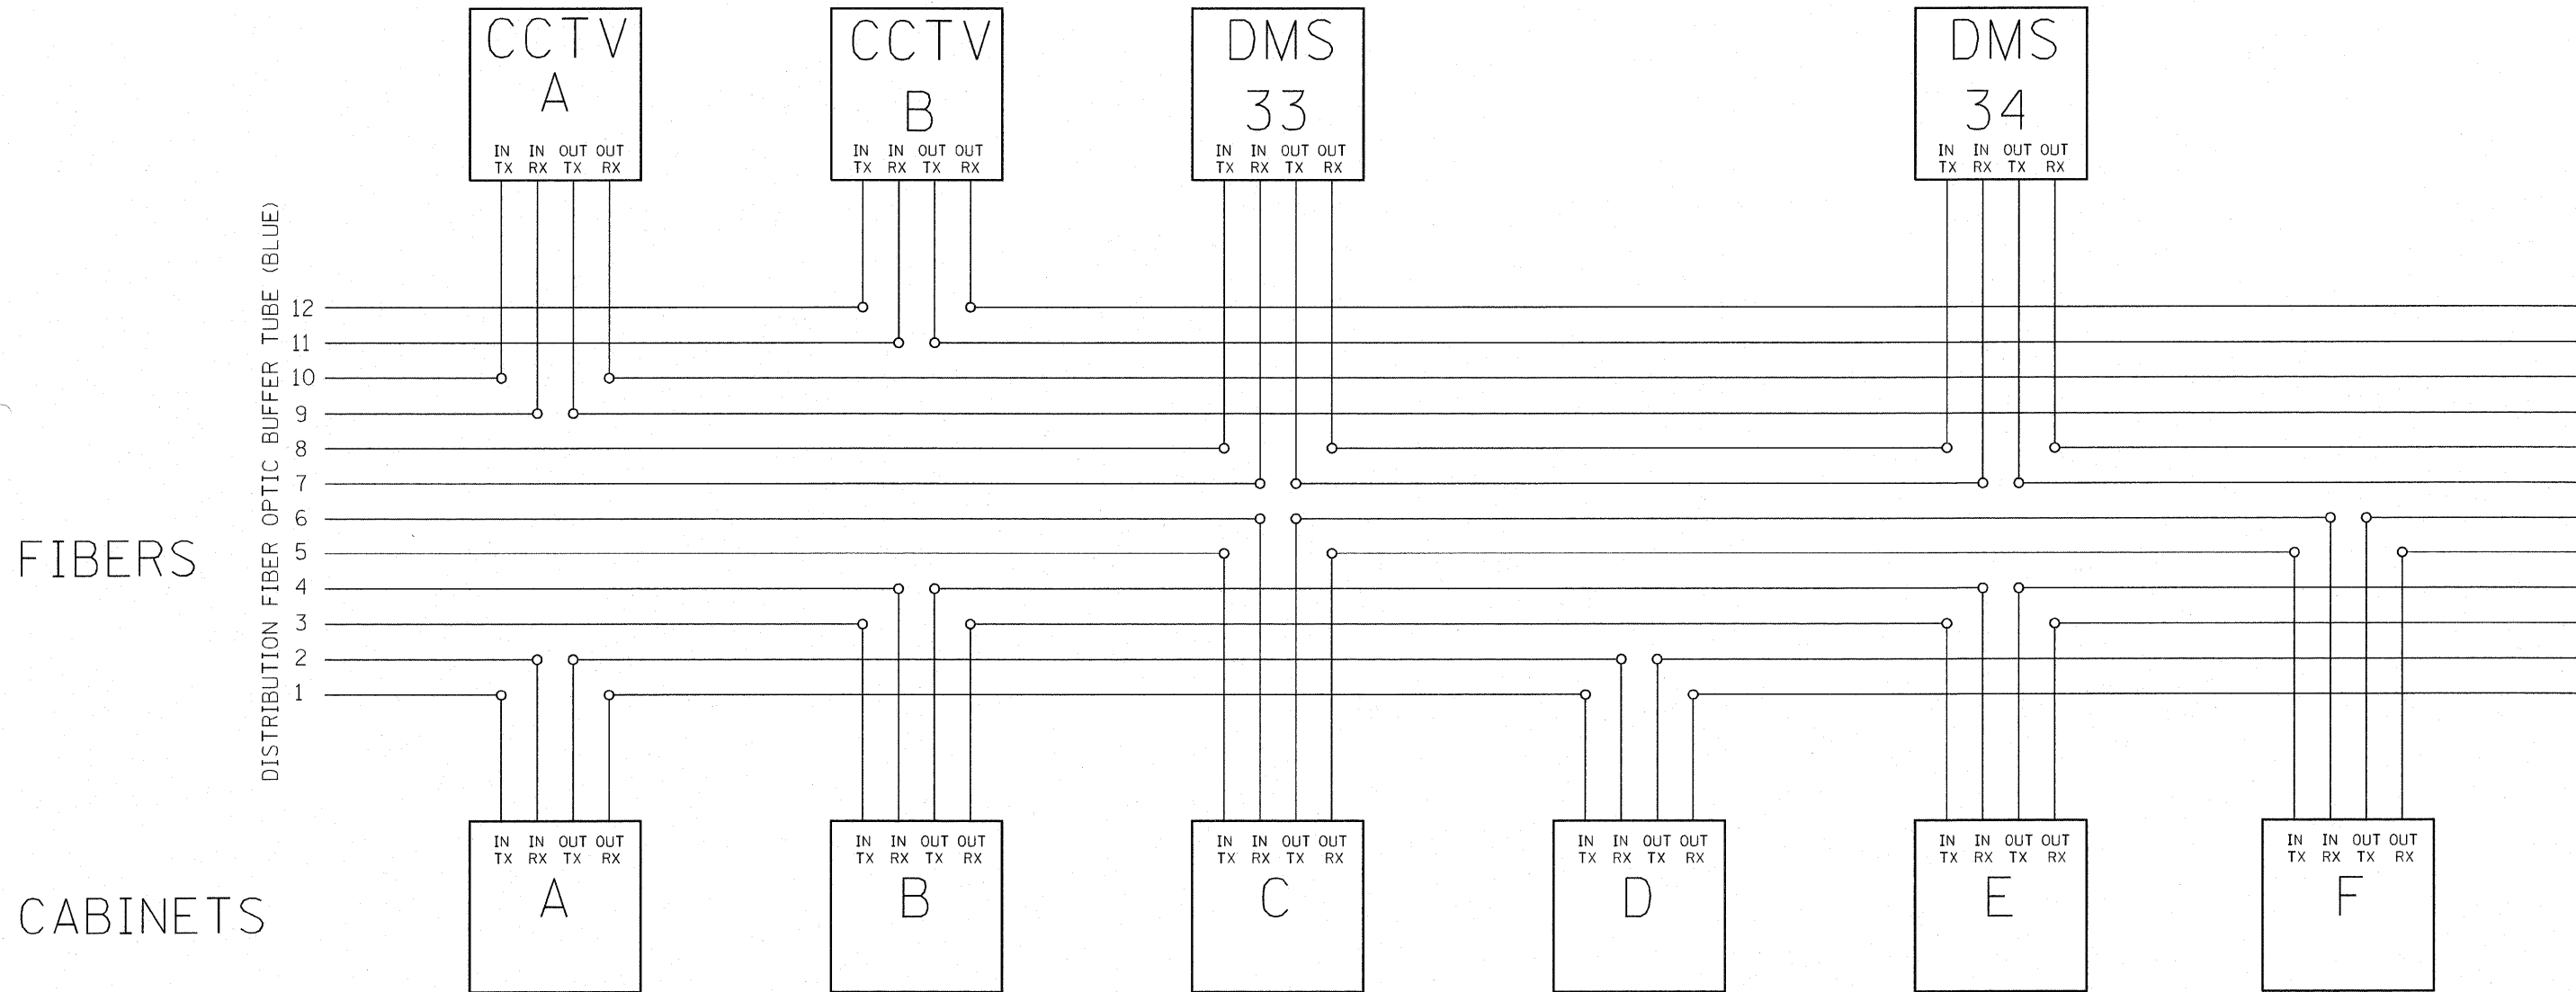 CCTV
A
IN IN OUT OUT
TX RX TX RX
CCTV
B
IN IN OUT OUT
TX RX TX RX
DMS
33
IN IN OUT OUT
TX RX TX RX
DMS
34
IN IN OUT OUT
TX RX TX RX
DISTRIBUTION FIBER OPTIC BUFFER TUBE (BLUE)
12
11
10
9
8
7
6
5
4
3
2
1
FIBERS
CABINETS
IN IN OUT OUT
TX RX TX RX
A
IN IN OUT OUT
TX RX TX RX
B
IN IN OUT OUT
TX RX TX RX
C
IN IN OUT OUT
TX RX TX RX
D
IN IN OUT OUT
TX RX TX RX
E
IN IN OUT OUT
TX RX TX RX
F